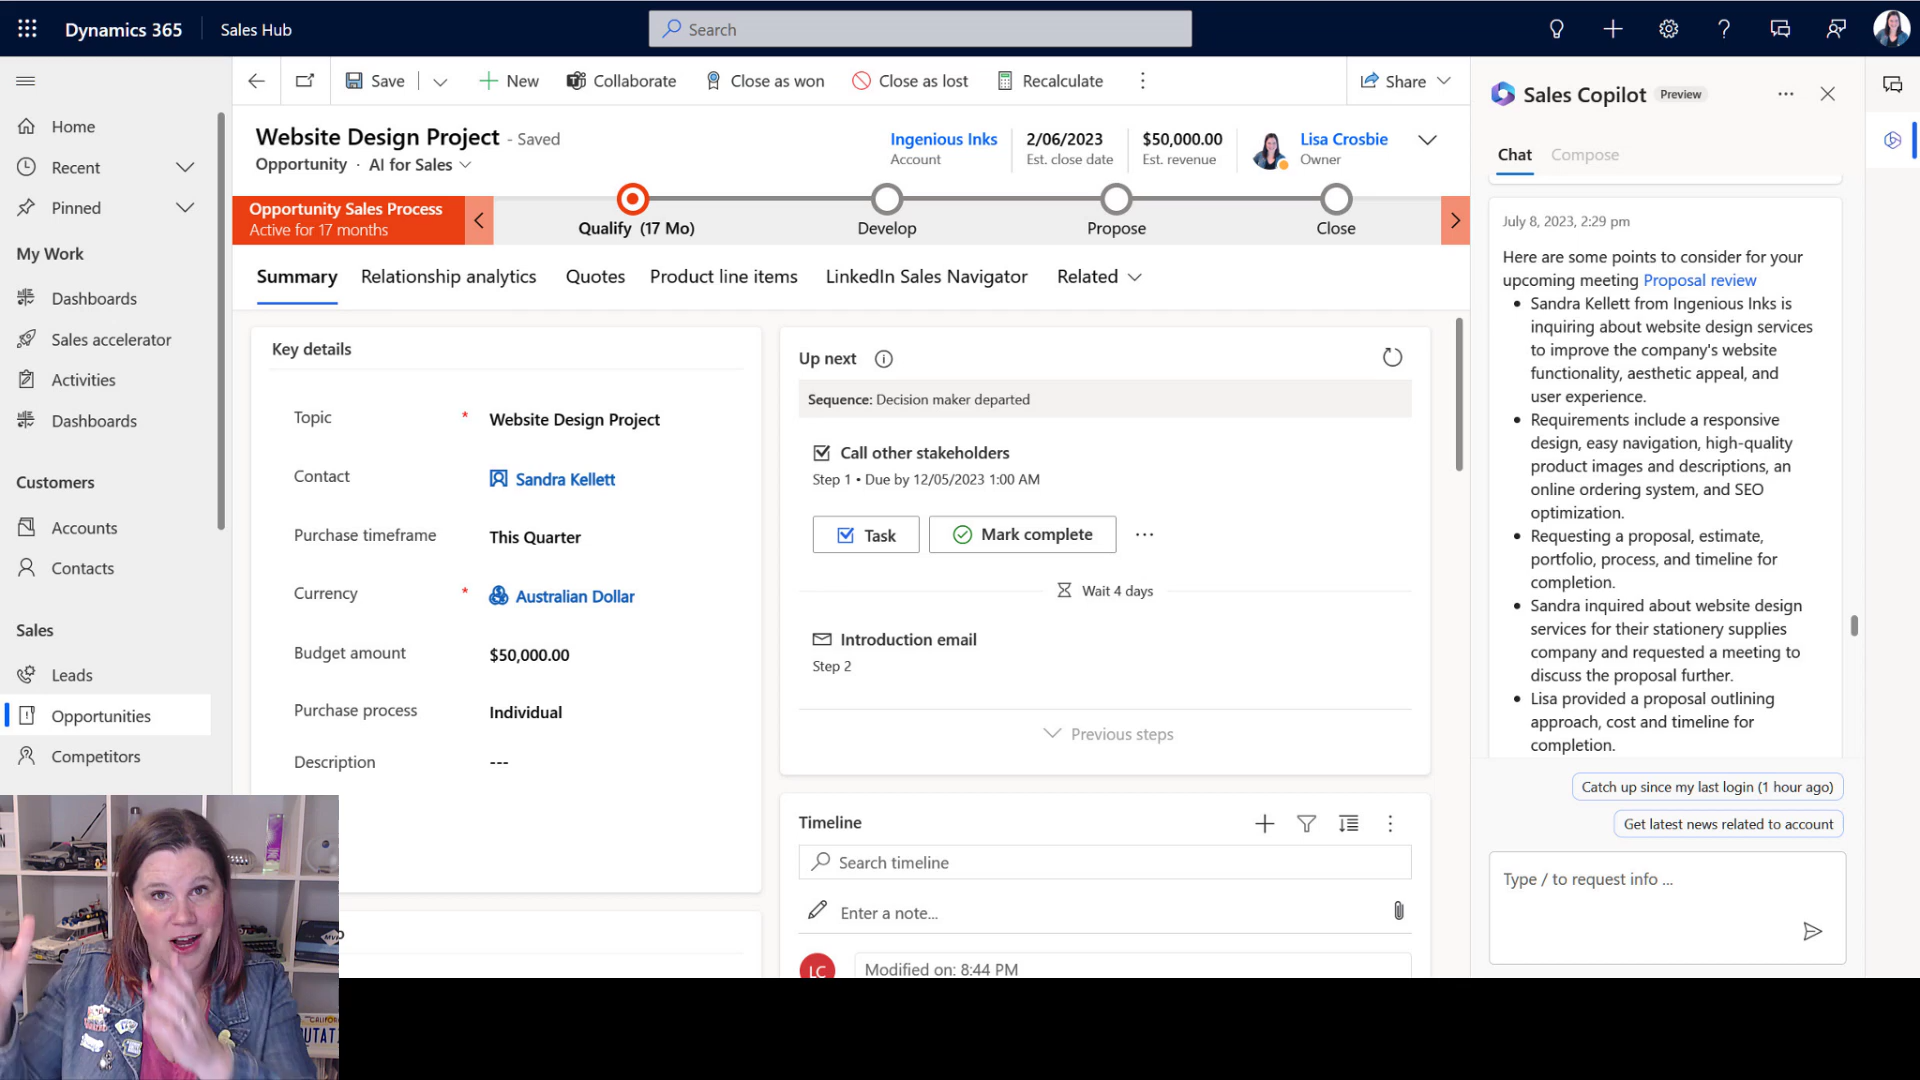 Dynamics 365
Sales Hub
Search
Save
New
Collaborate
Close as won
Close as lost
Recalculate
Share
Home
Recent
Pinned
My Work
Dashboards
Sales accelerator
Activities
Dashboards
Customers
Accounts
Contacts
Sales
Leads
Opportunities
Competitors
Website Design Project - Saved
Opportunity · AI for Sales
Ingenious Inks
Account
2/06/2023
Est. close date
$50,000.00
Est. revenue
Lisa Crosbie
Owner
Opportunity Sales Process
Active for 17 months
Qualify (17 Mo)
Develop
Propose
Close
Summary
Relationship analytics
Quotes
Product line items
LinkedIn Sales Navigator
Related
Key details
Topic
*
Website Design Project
Contact
Sandra Kellett
Purchase timeframe
This Quarter
Currency
*
Australian Dollar
Budget amount
$50,000.00
Purchase process
Individual
Description
---
Up next
Sequence: Decision maker departed
Call other stakeholders
Step 1 • Due by 12/05/2023 1:00 AM
Task
Mark complete
Wait 4 days
Introduction email
Step 2
Previous steps
Timeline
Search timeline
Enter a note...
LC
Modified on: 8:44 PM
Sales Copilot
Preview
Chat
Compose
July 8, 2023, 2:29 pm
Here are some points to consider for your
upcoming meeting Proposal review
• Sandra Kellett from Ingenious Inks is
inquiring about website design services
to improve the company's website
functionality, aesthetic appeal, and
user experience.
• Requirements include a responsive
design, easy navigation, high-quality
product images and descriptions, an
online ordering system, and SEO
optimization.
• Requesting a proposal, estimate,
portfolio, process, and timeline for
completion.
• Sandra inquired about website design
services for their stationery supplies
company and requested a meeting to
discuss the proposal further.
• Lisa provided a proposal outlining
approach, cost and timeline for
completion.
Catch up since my last login (1 hour ago)
Get latest news related to account
Type / to request info ...